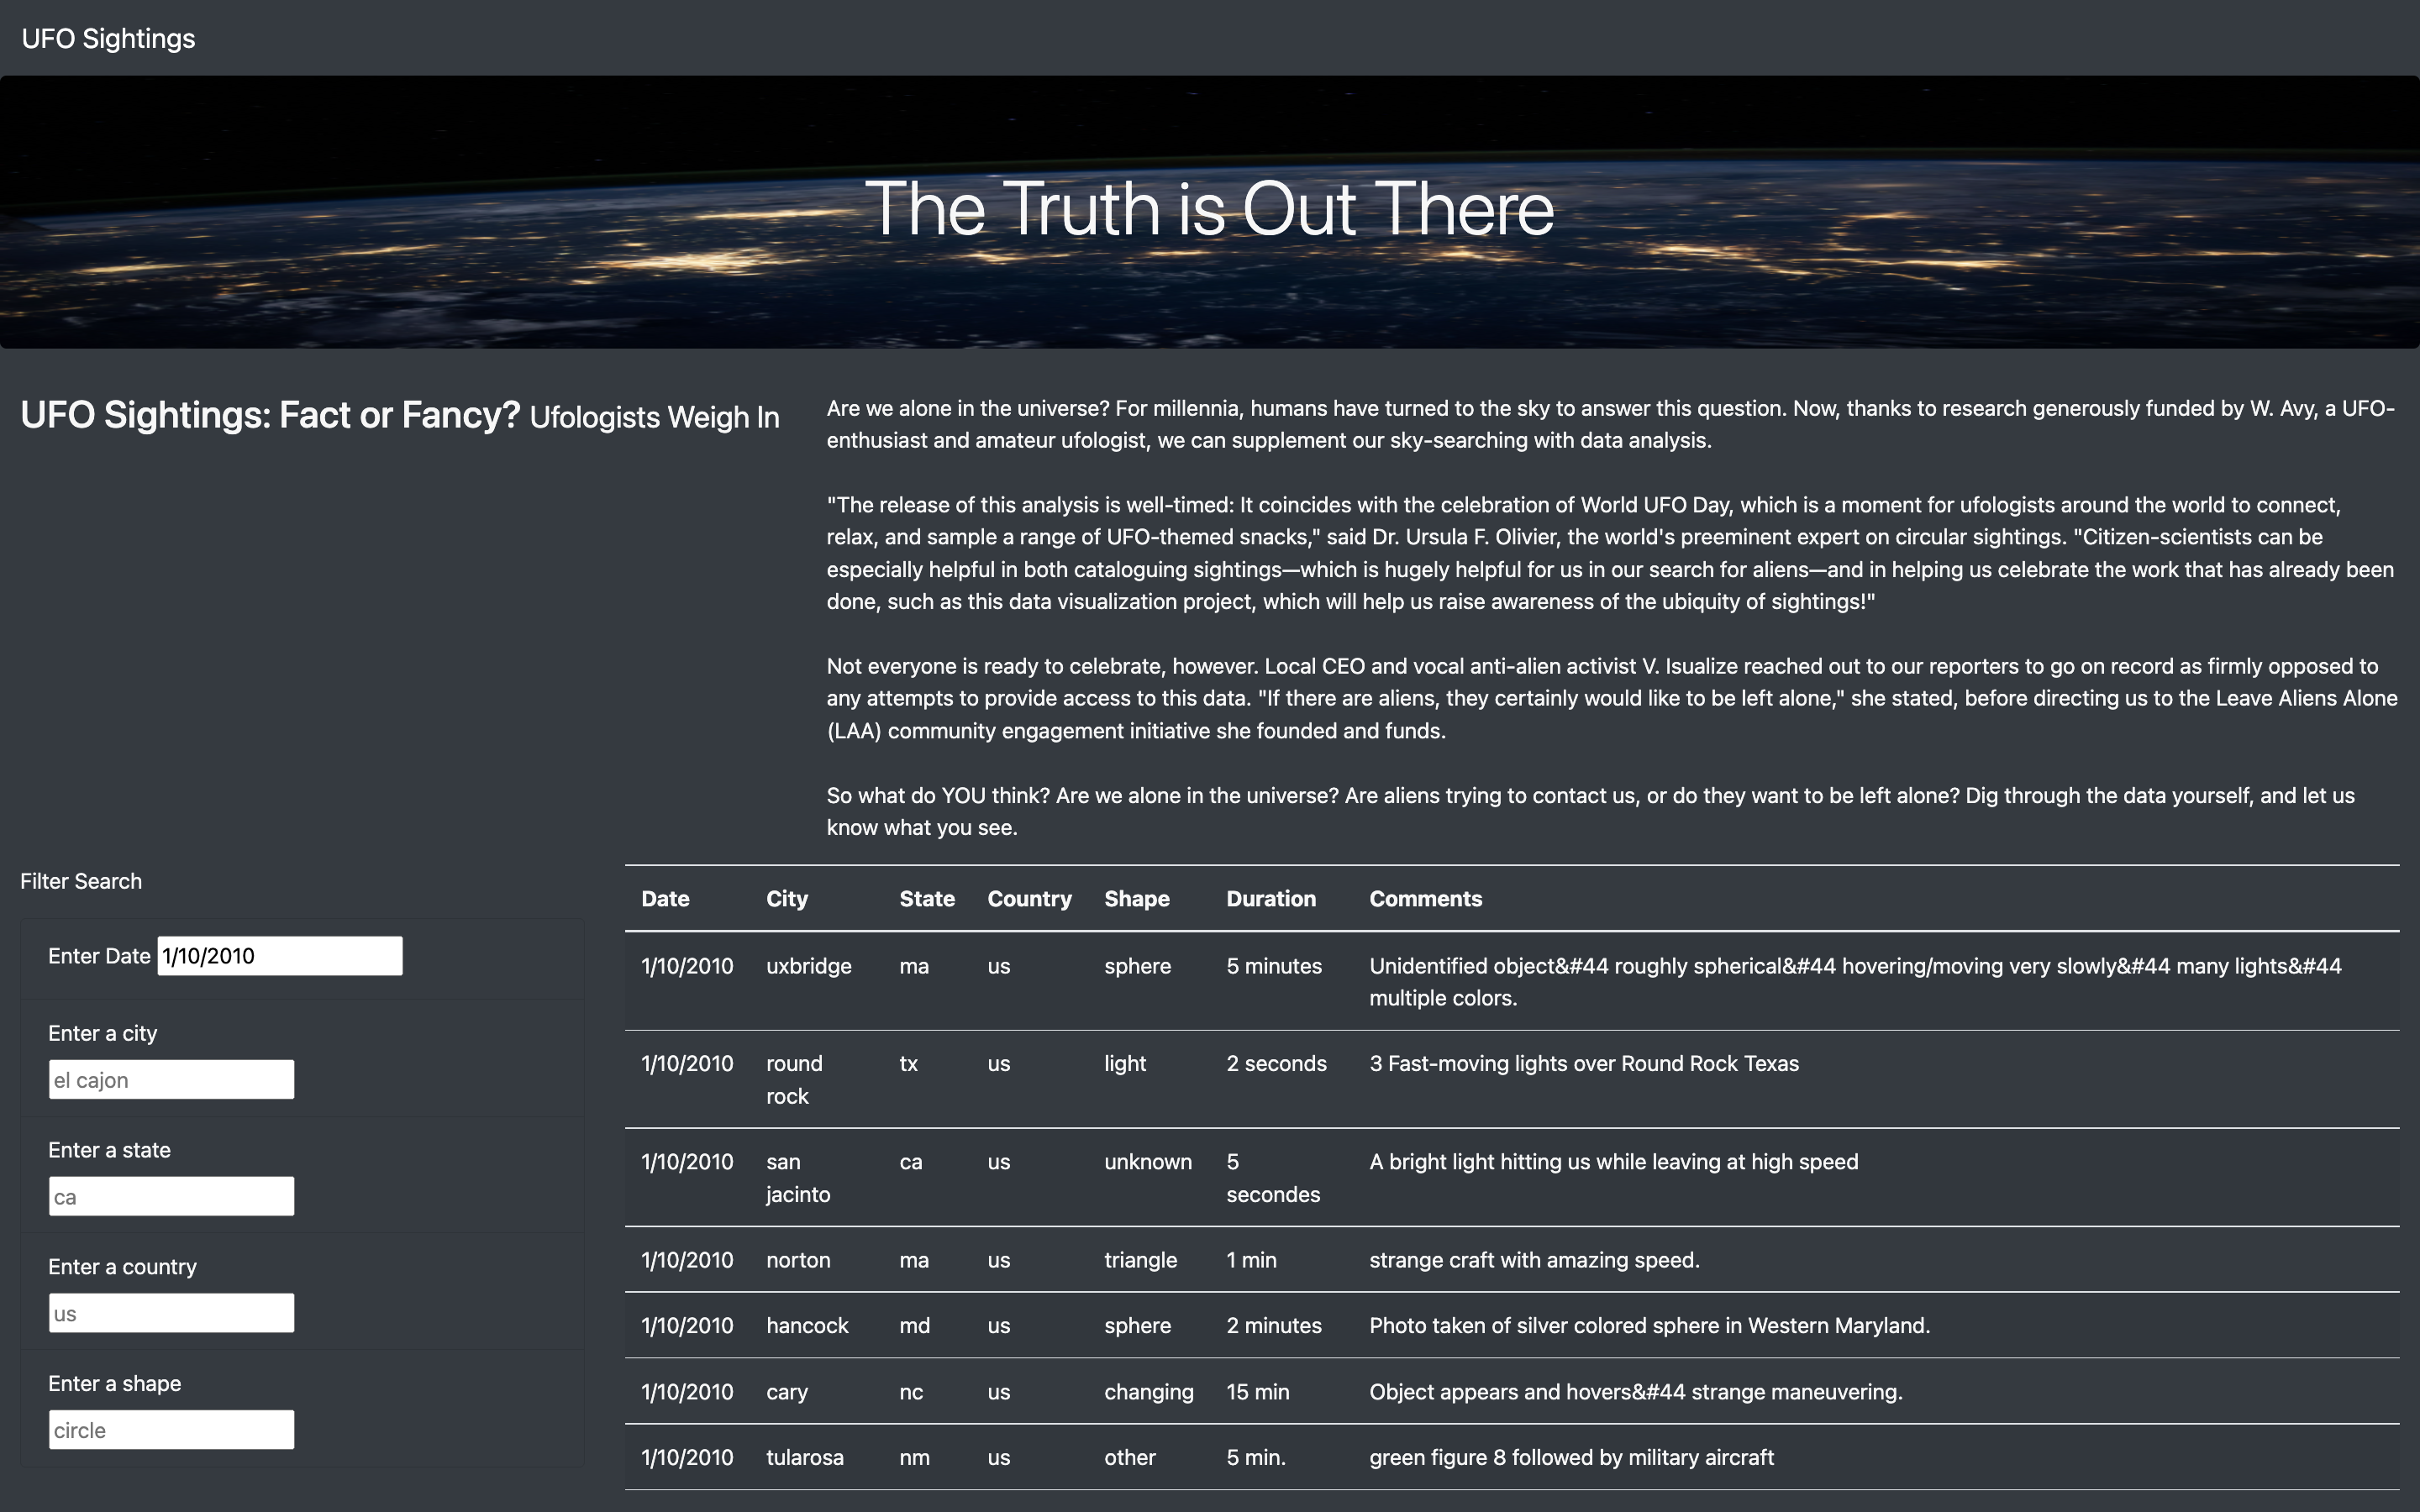 UFO Sightings
The Truth is Out There
UFO Sightings: Fact or Fancy? Ufologists Weigh In
Are we alone in the universe? For millennia, humans have turned to the sky to answer this question. Now, thanks to research generously funded by W. Avy, a UFO-
enthusiast and amateur ufologist, we can supplement our sky-searching with data analysis.
"The release of this analysis is well-timed: It coincides with the celebration of World UFO Day, which is a moment for ufologists around the world to connect,
relax, and sample a range of UFO-themed snacks," said Dr. Ursula F. Olivier, the world's preeminent expert on circular sightings. "Citizen-scientists can be
especially helpful in both cataloguing sightings—which is hugely helpful for us in our search for aliens—and in helping us celebrate the work that has already been
done, such as this data visualization project, which will help us raise awareness of the ubiquity of sightings!"
Not everyone is ready to celebrate, however. Local CEO and vocal anti-alien activist V. Isualize reached out to our reporters to go on record as firmly opposed to
any attempts to provide access to this data. "If there are aliens, they certainly would like to be left alone," she stated, before directing us to the Leave Aliens Alone
(LAA) community engagement initiative she founded and funds.
So what do YOU think? Are we alone in the universe? Are aliens trying to contact us, or do they want to be left alone? Dig through the data yourself, and let us
know what you see.
Filter Search
Enter Date 1/10/2010
Enter a city
el cajon
Enter a state
ca
Enter a country
us
Enter a shape
circle
Date City State Country Shape Duration Comments
1/10/2010 uxbridge ma us sphere 5 minutes Unidentified object&#44 roughly spherical&#44 hovering/moving very slowly&#44 many lights&#44
multiple colors.
1/10/2010 round tx us light 2 seconds 3 Fast-moving lights over Round Rock Texas
rock
1/10/2010 san ca us unknown 5 A bright light hitting us while leaving at high speed
jacinto secondes
1/10/2010 norton ma us triangle 1 min strange craft with amazing speed.
1/10/2010 hancock md us sphere 2 minutes Photo taken of silver colored sphere in Western Maryland.
1/10/2010 cary nc us changing 15 min Object appears and hovers&#44 strange maneuvering.
1/10/2010 tularosa nm us other 5 min. green figure 8 followed by military aircraft